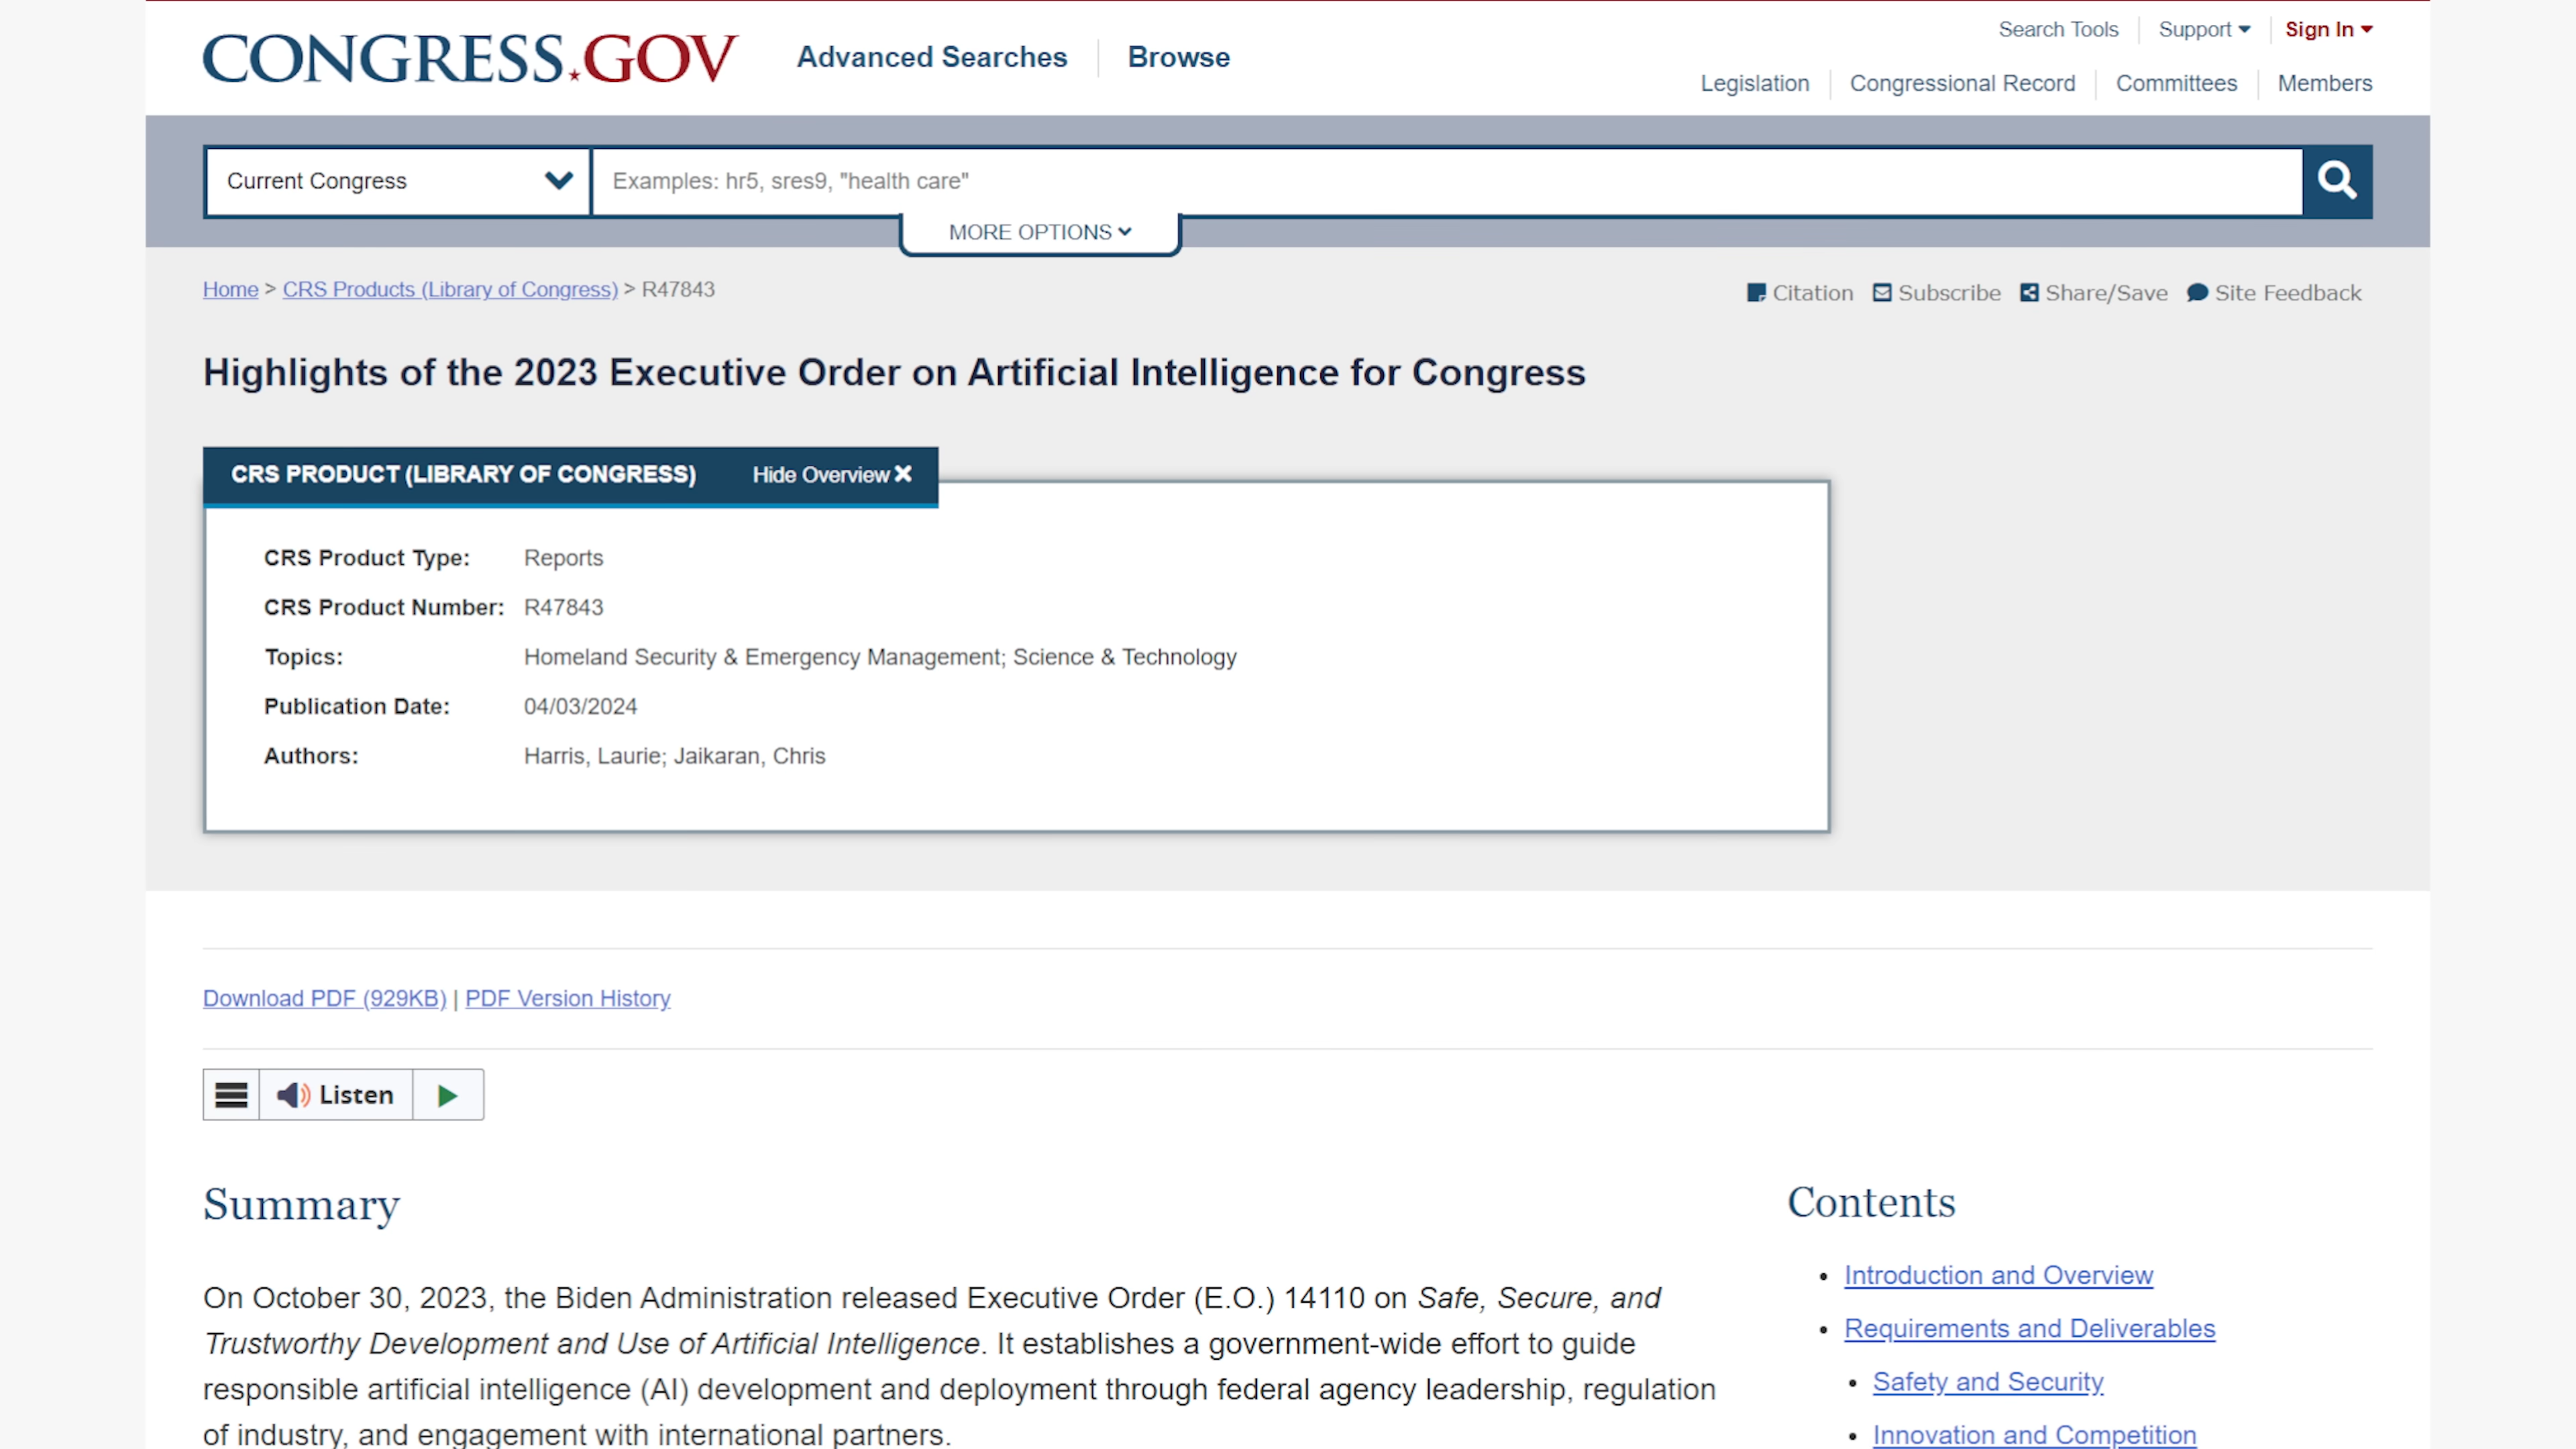 CONGRESS.GOV
Advanced Searches
Browse
Search Tools
Support
Sign In
Legislation
Congressional Record
Committees
Members
Current Congress
Examples: hr5, sres9, "health care"
MORE OPTIONS
Home > CRS Products (Library of Congress) > R47843
Citation
Subscribe
Share/Save
Site Feedback
Highlights of the 2023 Executive Order on Artificial Intelligence for Congress
CRS PRODUCT (LIBRARY OF CONGRESS)
Hide Overview
CRS Product Type: Reports
CRS Product Number: R47843
Topics: Homeland Security & Emergency Management; Science & Technology
Publication Date: 04/03/2024
Authors: Harris, Laurie; Jaikaran, Chris
Download PDF (929KB) | PDF Version History
Listen
Summary
On October 30, 2023, the Biden Administration released Executive Order (E.O.) 14110 on Safe, Secure, and
Trustworthy Development and Use of Artificial Intelligence. It establishes a government-wide effort to guide
responsible artificial intelligence (AI) development and deployment through federal agency leadership, regulation
of industry, and engagement with international partners.
Contents
• Introduction and Overview
• Requirements and Deliverables
• Safety and Security
• Innovation and Competition